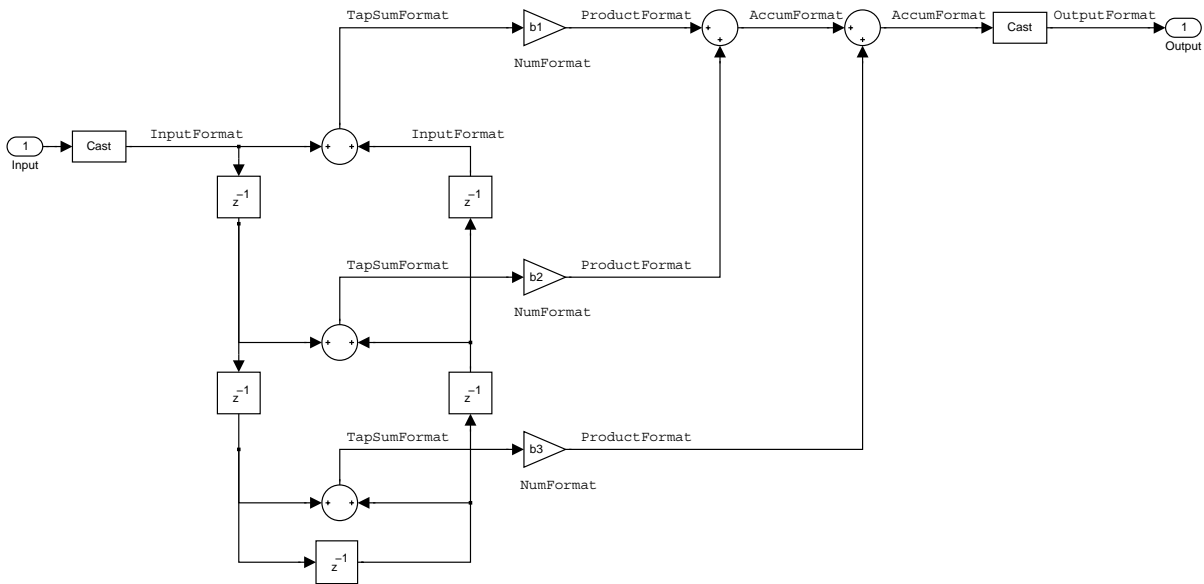 TapSumFormat
b1
ProductFormat
+
+
AccumFormat
+
+
AccumFormat
Cast
OutputFormat
1
Output
NumFormat
1
Input
Cast
InputFormat
+
+
InputFormat
z−1
z−1
TapSumFormat
b2
ProductFormat
NumFormat
+
+
z−1
z−1
TapSumFormat
b3
ProductFormat
NumFormat
+
+
z−1